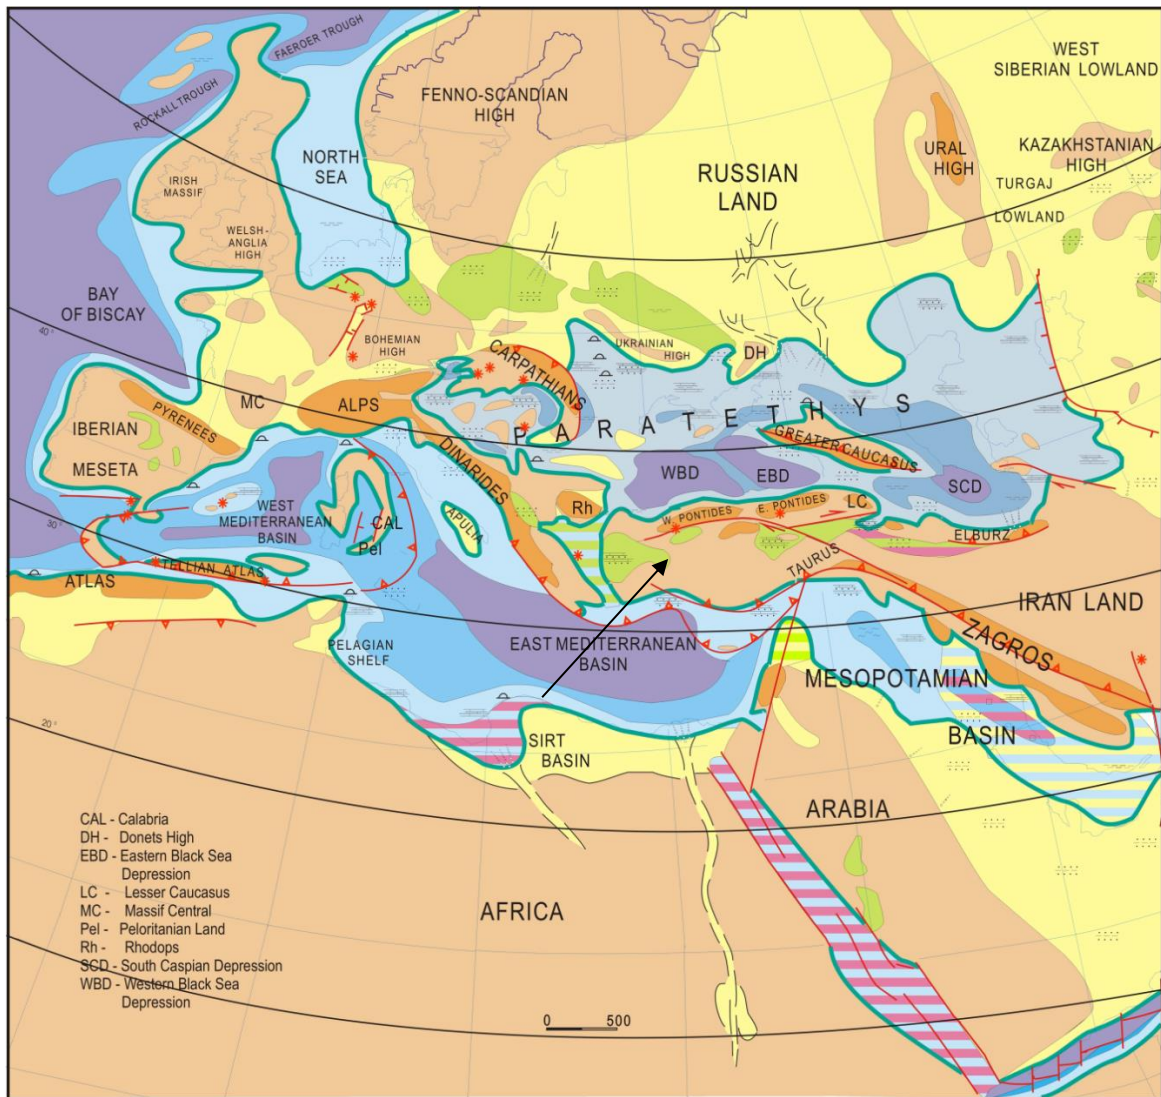 FAEROER TROUGH
ROCKALL TROUGH
FENNO-SCANDIAN
HIGH
WEST
SIBERIAN LOWLAND
NORTH
SEA
IRISH
MASSIF
RUSSIAN
LAND
URAL
HIGH
KAZAKHSTANIAN
HIGH
TURGAJ
LOWLAND
WELSH-
ANGLIA
HIGH
BAY
OF BISCAY
40°
BOHEMIAN
HIGH
CARPATHIANS
UKRAINIAN
HIGH
DH
MC
ALPS
PYRENEES
IBERIAN
MESETA
DINARIDES
PARATETHYS
GREATER CAUCASUS
WBD
EBD
SCD
30°
WEST
MEDITERRANEAN
BASIN
CAL
Pel
APULIA
Rh
W. PONTIDES
E. PONTIDES
LC
ELBURZ
ATLAS
TELLIAN ATLAS
TAURUS
IRAN LAND
ZAGROS
PELAGIAN
SHELF
EAST MEDITERRANEAN
BASIN
MESOPOTAMIAN
BASIN
20°
SIRT
BASIN
ARABIA
AFRICA
CAL - Calabria
DH - Donets High
EBD - Eastern Black Sea
Depression
LC - Lesser Caucasus
MC - Massif Central
Pel - Peloritanian Land
Rh - Rhodops
SCD - South Caspian Depression
WBD - Western Black Sea
Depression
0 500